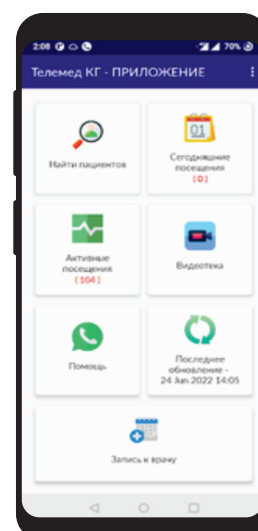 2:08
70%
Телемед КГ - ПРИЛОЖЕНИЕ
Найти пациентов
Сегодняшние
посещения
(0)
01
Активные
посещения
(104)
Видеотека
Помощь
Последнее
обновление -
24 Jun 2022 14:05
Запись к врачу